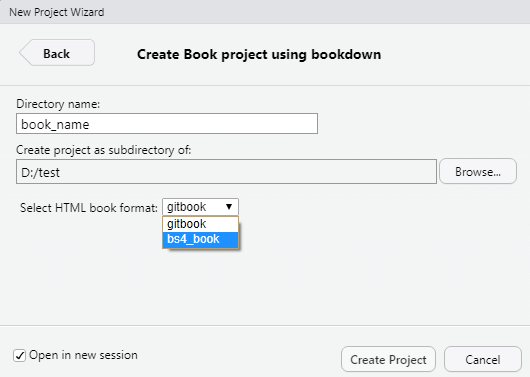 New Project Wizard
Back
Create Book project using bookdown
Directory name:
book_name
Create project as subdirectory of:
D:/test
Browse...
Select HTML book format: gitbook
gitbook
bs4_book
Open in new session
Create Project
Cancel